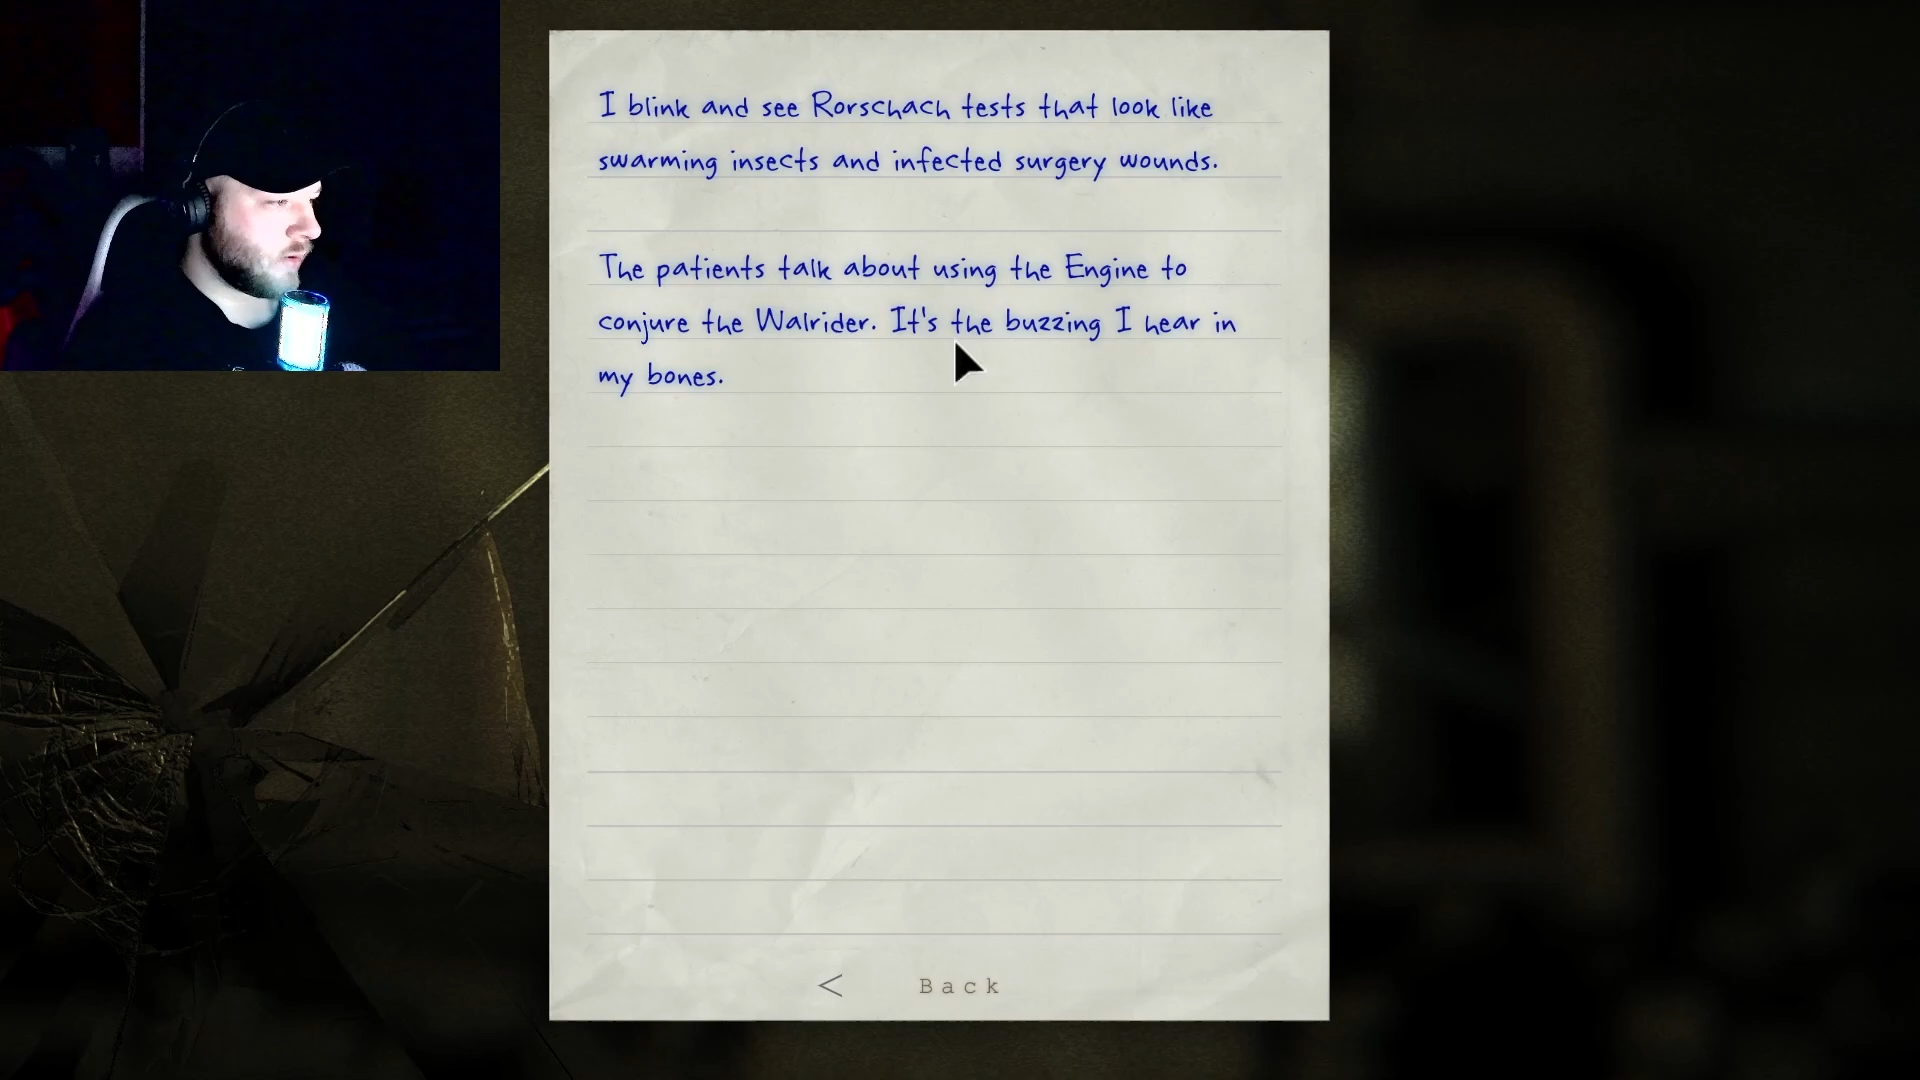 I blink and see Rorschach tests that look like
swarming insects and infected surgery wounds.
The patients talk about using the Engine to
conjure the Walrider. It's the buzzing I hear in
my bones.
< Back